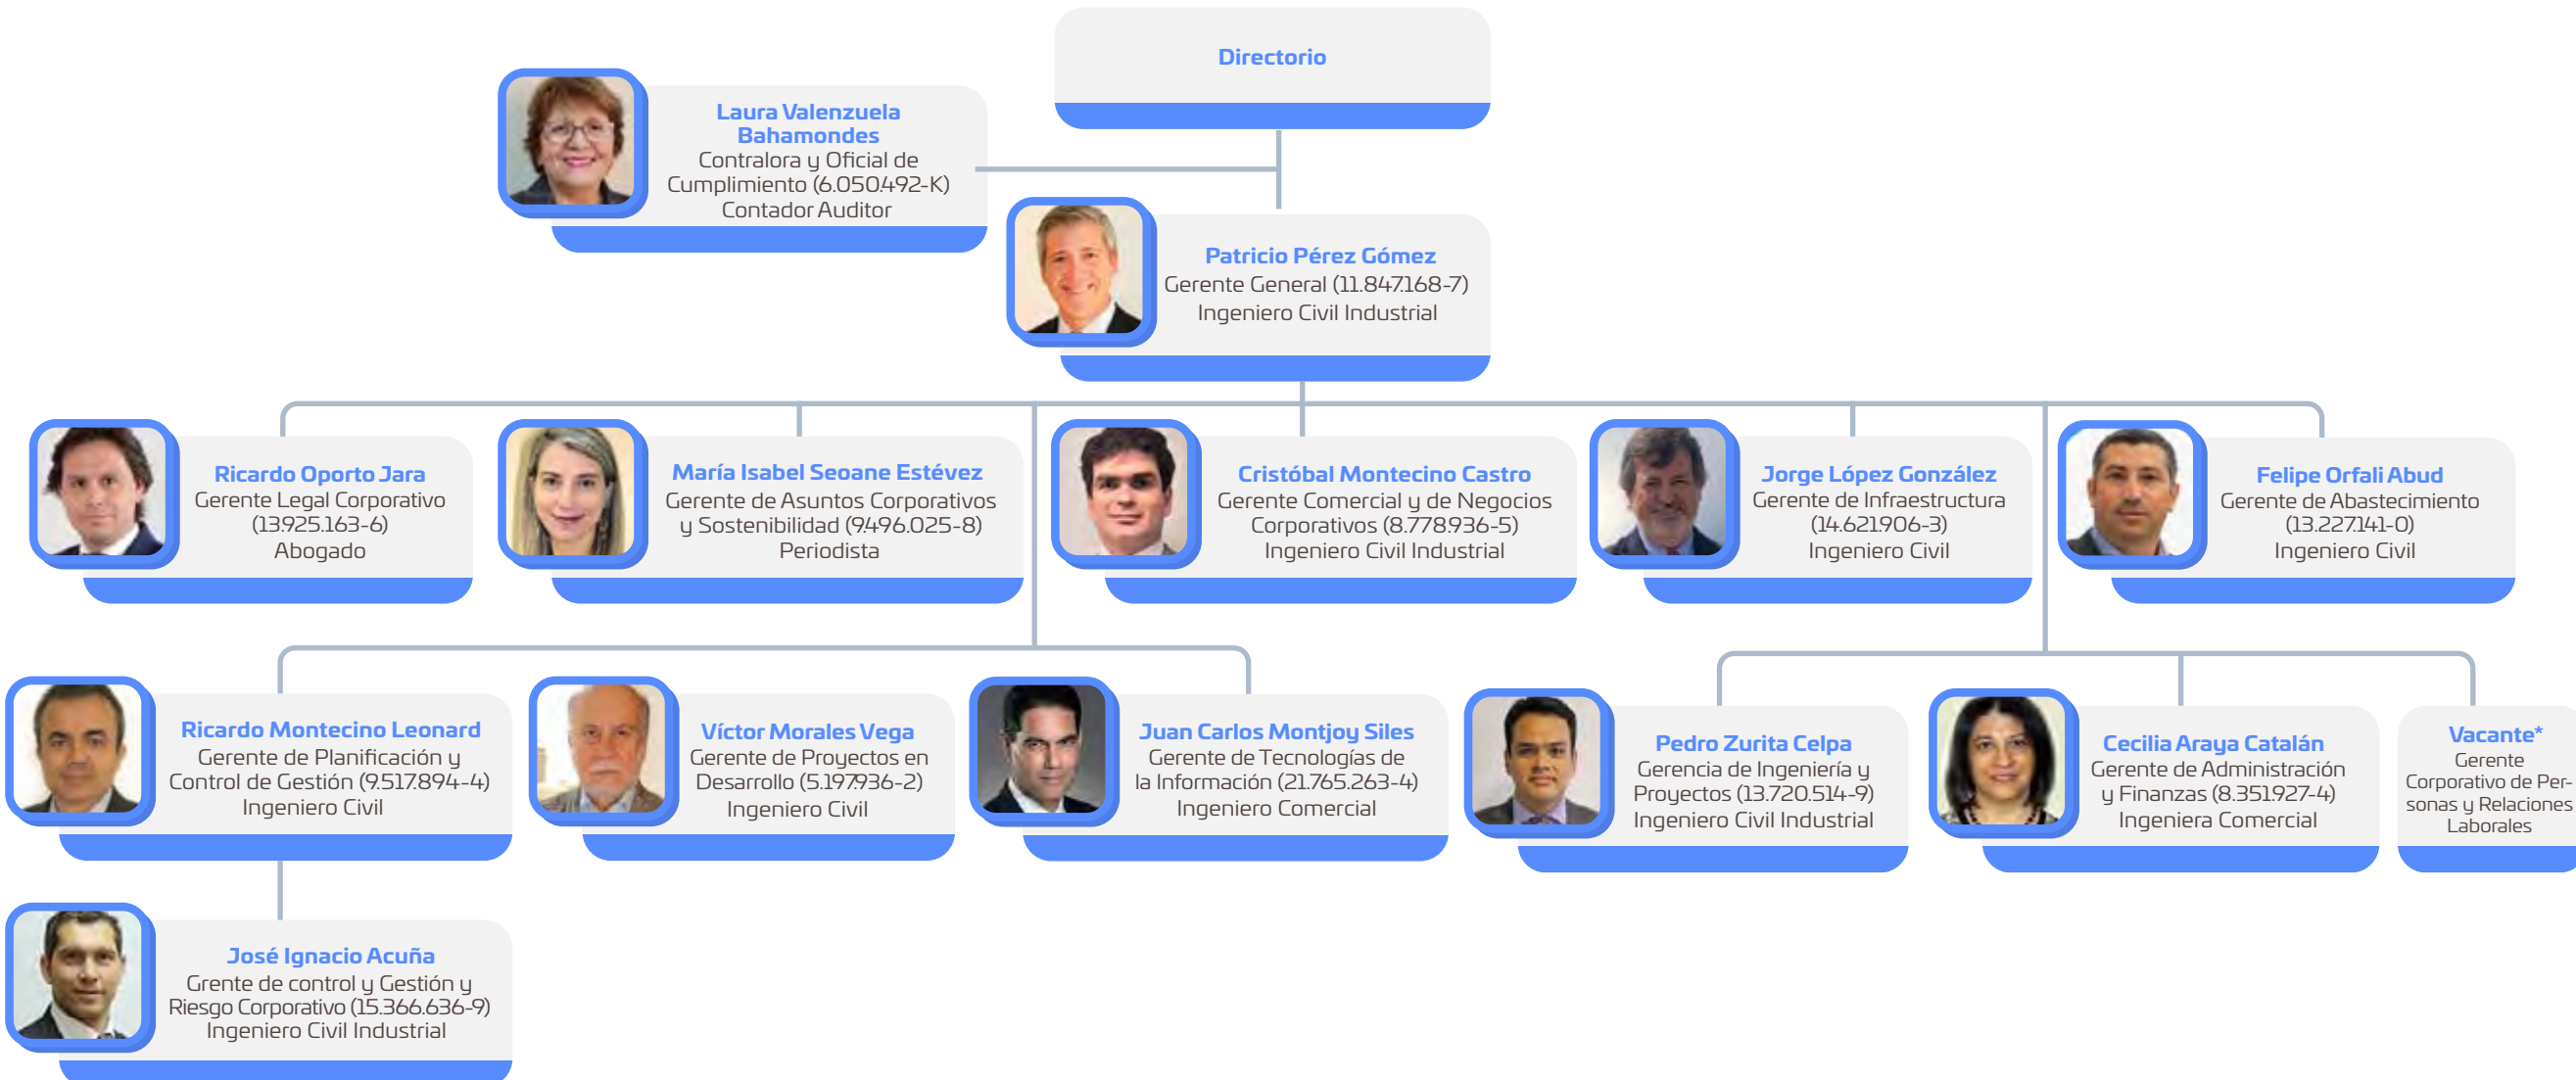 Directorio
Laura Valenzuela
Bahamondes
Contralora y Oficial de
Cumplimiento (6.050.492-K)
Contador Auditor
Patricio Pérez Gómez
Gerente General (11.847.168-7)
Ingeniero Civil Industrial
Ricardo Oporto Jara
Gerente Legal Corporativo
(13.925.163-6)
Abogado
María Isabel Seoane Estévez
Gerente de Asuntos Corporativos
y Sostenibilidad (9.496.025-8)
Periodista
Cristóbal Montecino Castro
Gerente Comercial y de Negocios
Corporativos (8.778.936-5)
Ingeniero Civil Industrial
Jorge López González
Gerente de Infraestructura
(14.621.906-3)
Ingeniero Civil
Felipe Orfali Abud
Gerente de Abastecimiento
(13.227.141-0)
Ingeniero Civil
Ricardo Montecino Leonard
Gerente de Planificación y
Control de Gestión (9.517.894-4)
Ingeniero Civil
Víctor Morales Vega
Gerente de Proyectos en
Desarrollo (5.197.936-2)
Ingeniero Civil
Juan Carlos Montjoy Siles
Gerente de Tecnologías de
la Información (21.765.263-4)
Ingeniero Comercial
Pedro Zurita Celpa
Gerencia de Ingeniería y
Proyectos (13.720.514-9)
Ingeniero Civil Industrial
Cecilia Araya Catalán
Gerente de Administración
y Finanzas (8.351.927-4)
Ingeniera Comercial
Vacante*
Gerente
Corporativo de Per-
sonas y Relaciones
Laborales
José Ignacio Acuña
Grente de control y Gestión y
Riesgo Corporativo (15.366.636-9)
Ingeniero Civil Industrial